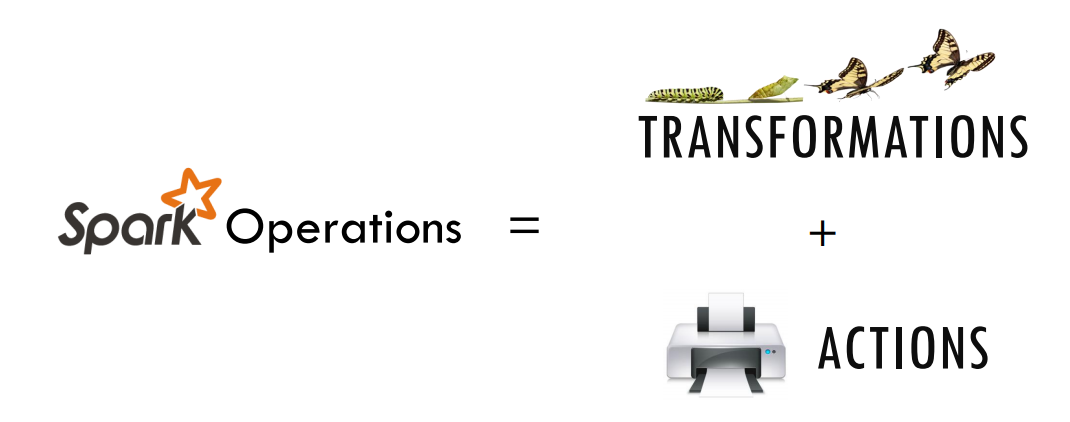 TRANSFORMATIONS
Spark Operations =
+
ACTIONS